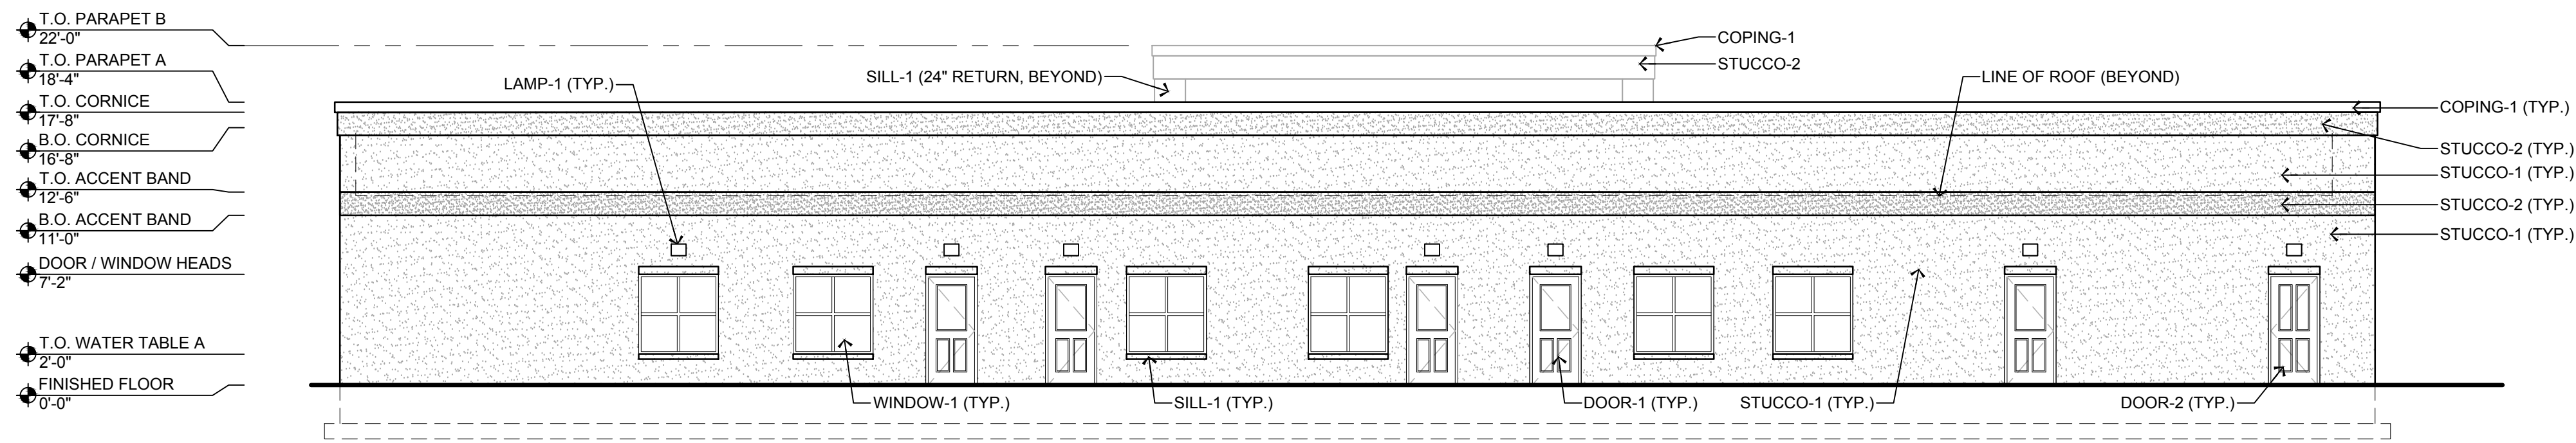 T.O. PARAPET B
22'-0"
T.O. PARAPET A
18'-4"
T.O. CORNICE
17'-8"
B.O. CORNICE
16'-8"
T.O. ACCENT BAND
12'-6"
B.O. ACCENT BAND
11'-0"
DOOR / WINDOW HEADS
7'-2"
T.O. WATER TABLE A
2'-0"
FINISHED FLOOR
0'-0"
LAMP-1 (TYP.)
SILL-1 (24" RETURN, BEYOND)
COPING-1
STUCCO-2
LINE OF ROOF (BEYOND)
COPING-1 (TYP.)
STUCCO-2 (TYP.)
STUCCO-1 (TYP.)
STUCCO-2 (TYP.)
STUCCO-1 (TYP.)
WINDOW-1 (TYP.)
SILL-1 (TYP.)
DOOR-1 (TYP.)
STUCCO-1 (TYP.)
DOOR-2 (TYP.)